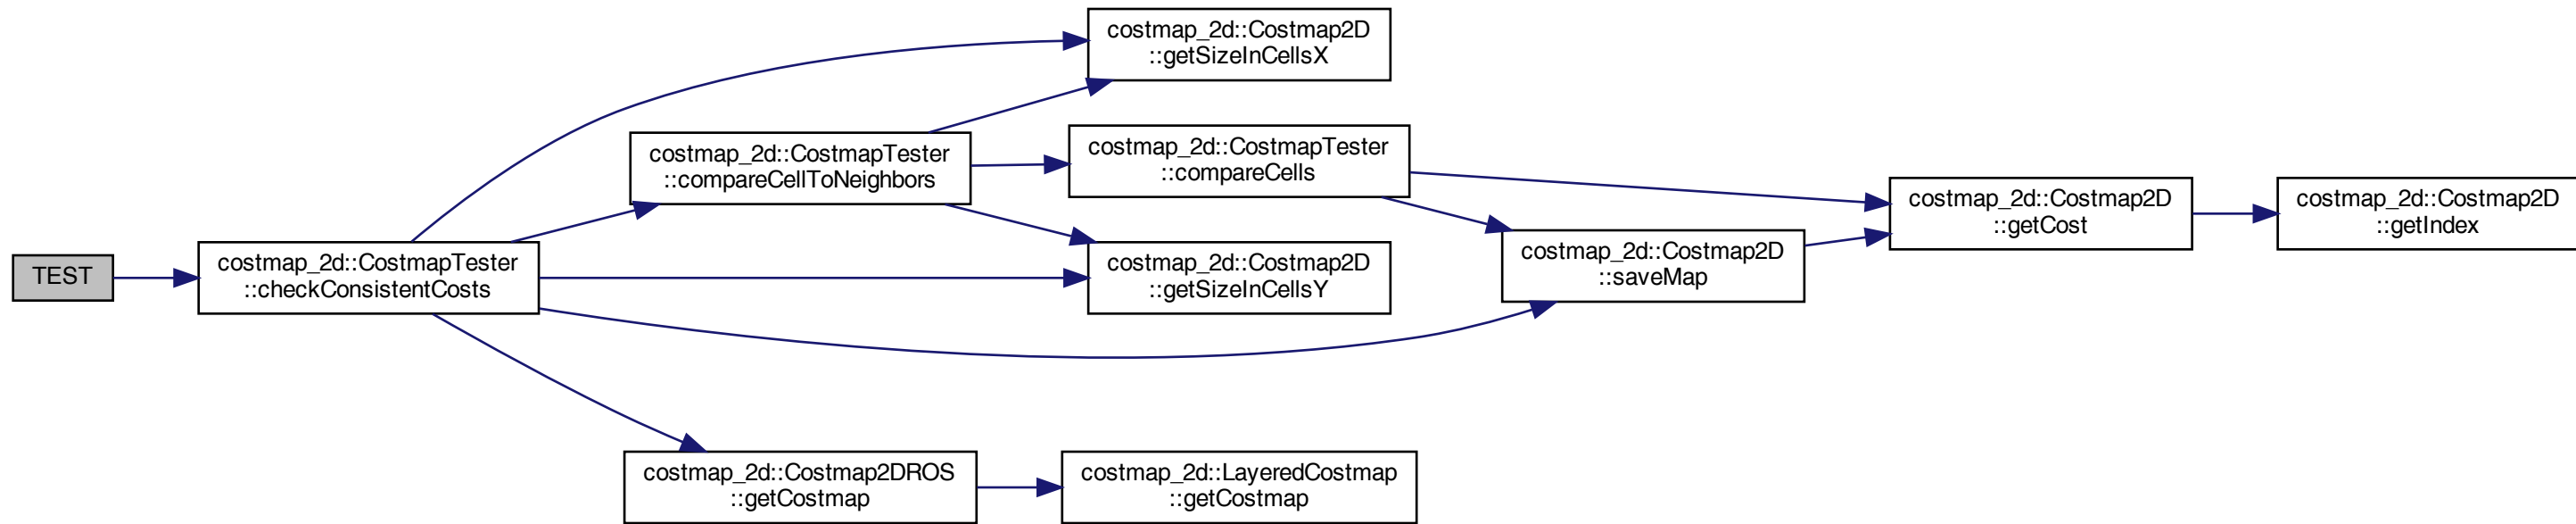 TEST
costmap_2d::CostmapTester
::checkConsistentCosts
costmap_2d::CostmapTester
::compareCellToNeighbors
costmap_2d::Costmap2DROS
::getCostmap
costmap_2d::Costmap2D
::getSizeInCellsX
costmap_2d::CostmapTester
::compareCells
costmap_2d::Costmap2D
::getSizeInCellsY
costmap_2d::LayeredCostmap
::getCostmap
costmap_2d::Costmap2D
::saveMap
costmap_2d::Costmap2D
::getCost
costmap_2d::Costmap2D
::getIndex